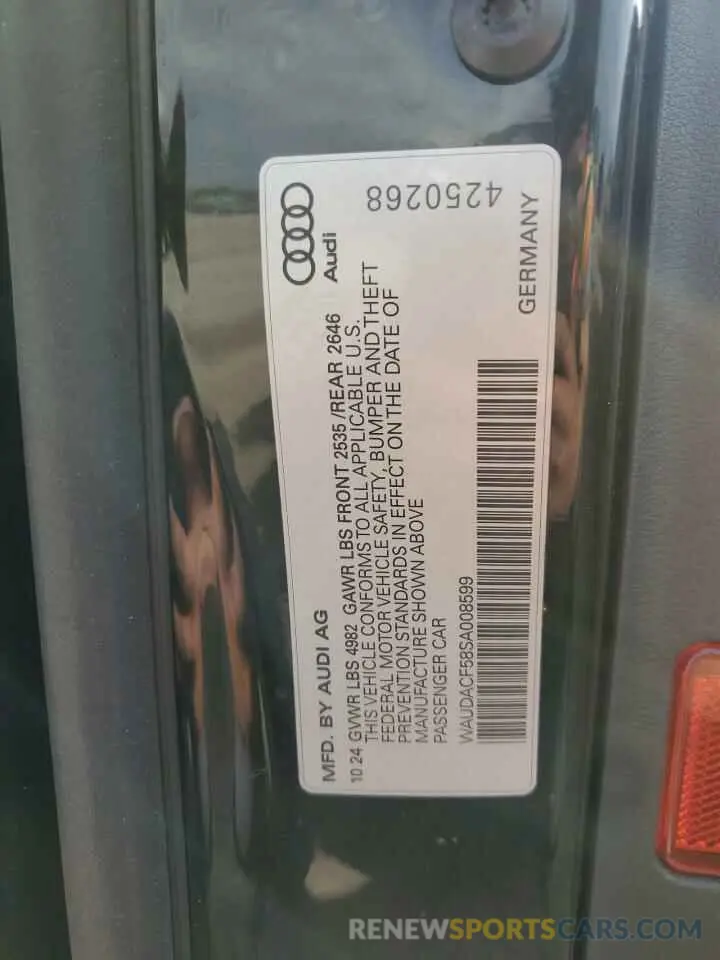 MFD. BY AUDI AG
Audi
10 24 GVWR LBS 4982 GAWR LBS FRONT 2535/REAR 2646
THIS VEHICLE CONFORMS TO ALL APPLICABLE U.S.
FEDERAL MOTOR VEHICLE SAFETY, BUMPER AND THEFT
PREVENTION STANDARDS IN EFFECT ON THE DATE OF
MANUFACTURE SHOWN ABOVE
PASSENGER CAR
WAUDACF58SA008599
GERMANY
4250268
RENEWSPORTSCARS.COM